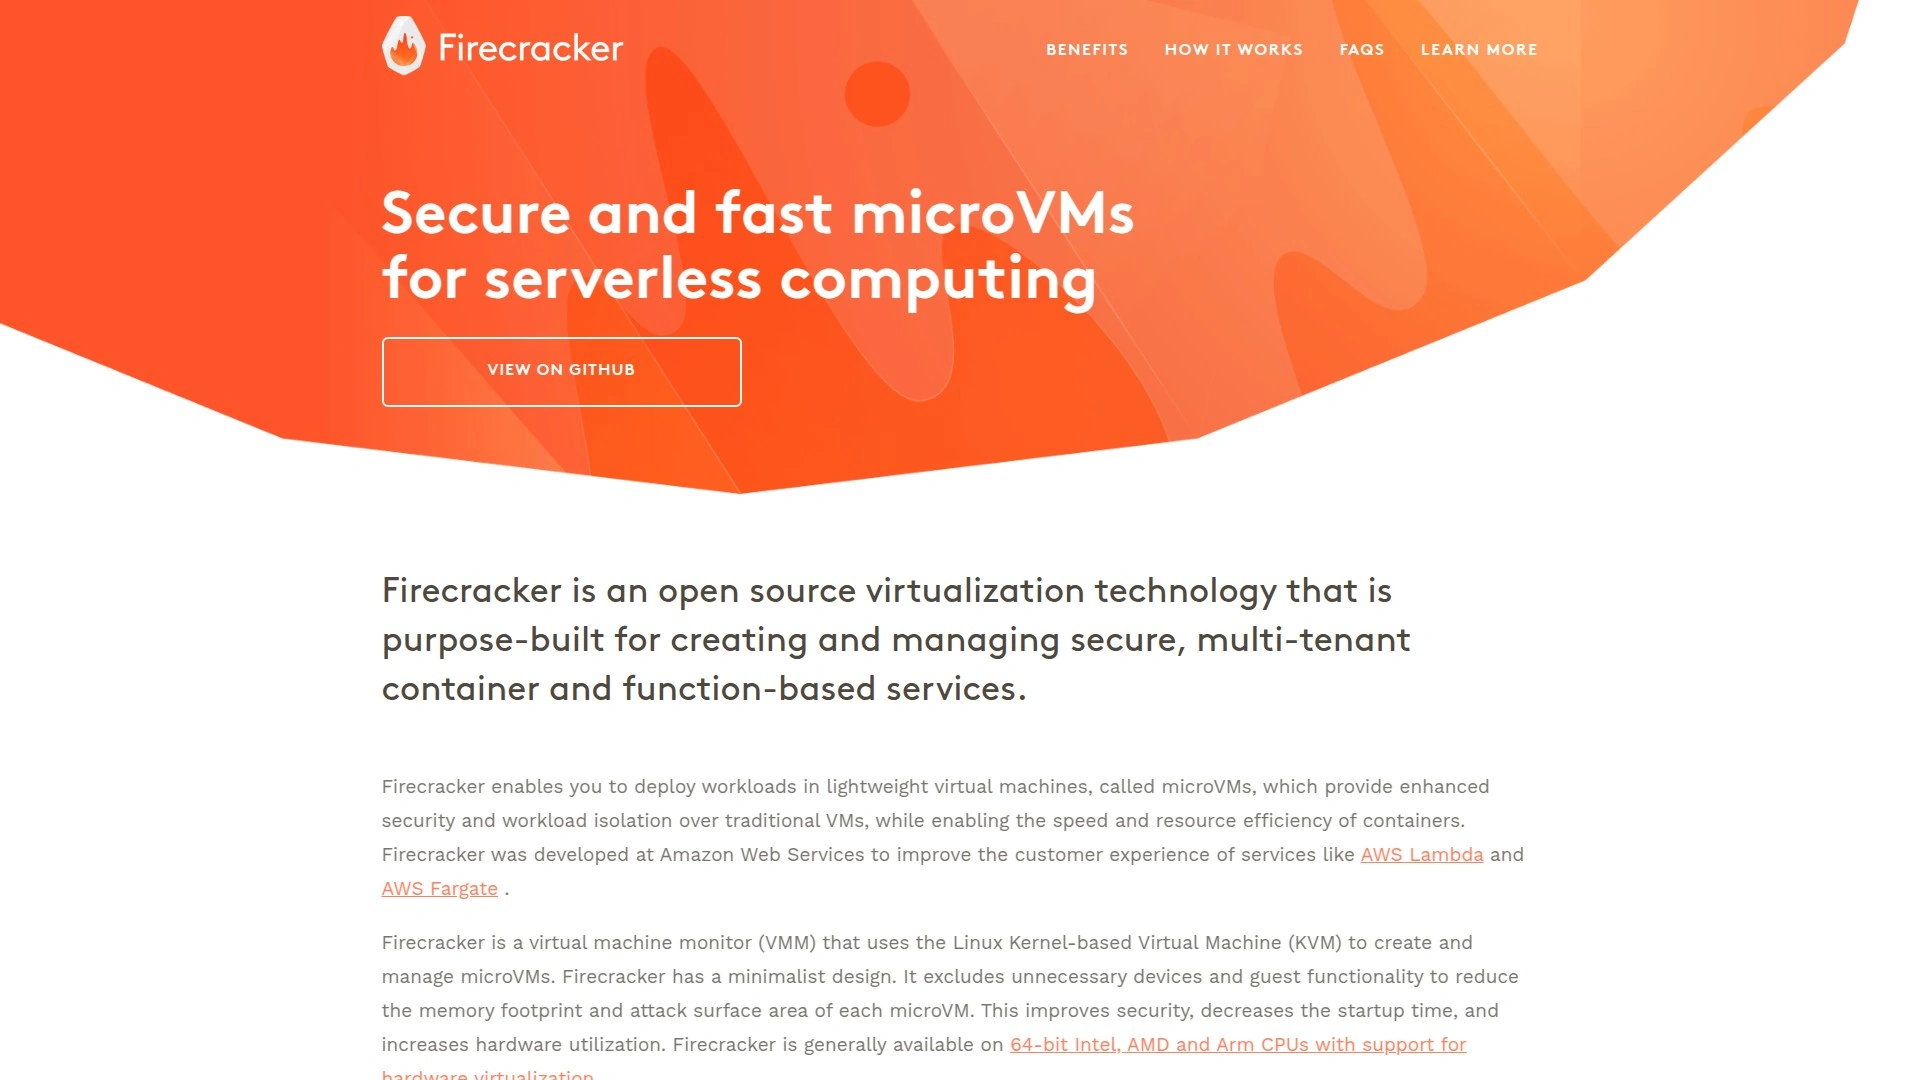 Firecracker
BENEFITS HOW IT WORKS FAQS LEARN MORE
Secure and fast microVMs
for serverless computing
VIEW ON GITHUB
Firecracker is an open source virtualization technology that is
purpose-built for creating and managing secure, multi-tenant
container and function-based services.
Firecracker enables you to deploy workloads in lightweight virtual machines, called microVMs, which provide enhanced
security and workload isolation over traditional VMs, while enabling the speed and resource efficiency of containers.
Firecracker was developed at Amazon Web Services to improve the customer experience of services like AWS Lambda and
AWS Fargate .
Firecracker is a virtual machine monitor (VMM) that uses the Linux Kernel-based Virtual Machine (KVM) to create and
manage microVMs. Firecracker has a minimalist design. It excludes unnecessary devices and guest functionality to reduce
the memory footprint and attack surface area of each microVM. This improves security, decreases the startup time, and
increases hardware utilization. Firecracker is generally available on 64-bit Intel, AMD and Arm CPUs with support for
hardware virtualization.